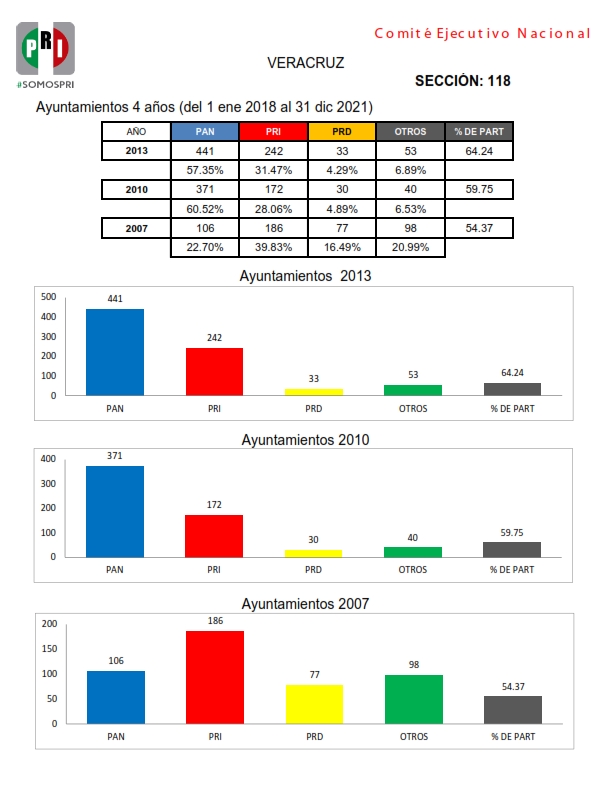 Comité Ejecutivo Nacional
PRI
#SOMOSPRI
VERACRUZ
SECCIÓN: 118
Ayuntamientos 4 años (del 1 ene 2018 al 31 dic 2021)
AÑO PAN PRI PRD OTROS % DE PART
2013 441 242 33 53 64.24
57.35% 31.47% 4.29% 6.89%
2010 371 172 30 40 59.75
60.52% 28.06% 4.89% 6.53%
2007 106 186 77 98 54.37
22.70% 39.83% 16.49% 20.99%
Ayuntamientos 2013
500
400
300
200
100
0
441 242 33 53 64.24
PAN PRI PRD OTROS % DE PART
Ayuntamientos 2010
400
300
200
100
0
371 172 30 40 59.75
PAN PRI PRD OTROS % DE PART
Ayuntamientos 2007
200
150
100
50
0
106 186 77 98 54.37
PAN PRI PRD OTROS % DE PART